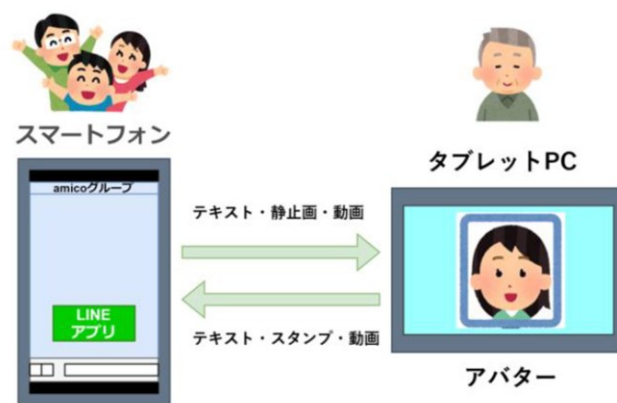 スマートフォン
タブレットPC
amicoグループ
テキスト・静止画・動画
LINE
アプリ
テキスト・スタンプ・動画
アバター